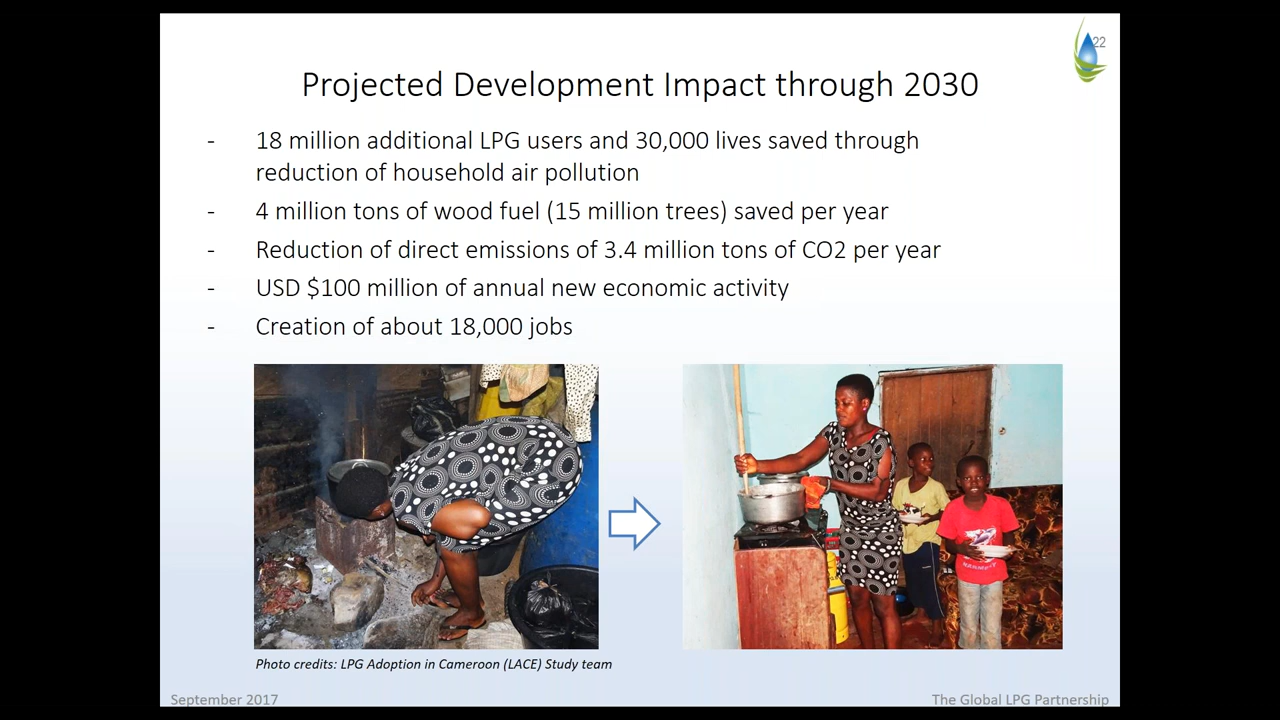 22
Projected Development Impact through 2030
- 18 million additional LPG users and 30,000 lives saved through
reduction of household air pollution
- 4 million tons of wood fuel (15 million trees) saved per year
- Reduction of direct emissions of 3.4 million tons of CO2 per year
- USD $100 million of annual new economic activity
- Creation of about 18,000 jobs
Photo credits: LPG Adoption in Cameroon (LACE) Study team
September 2017
The Global LPG Partnership